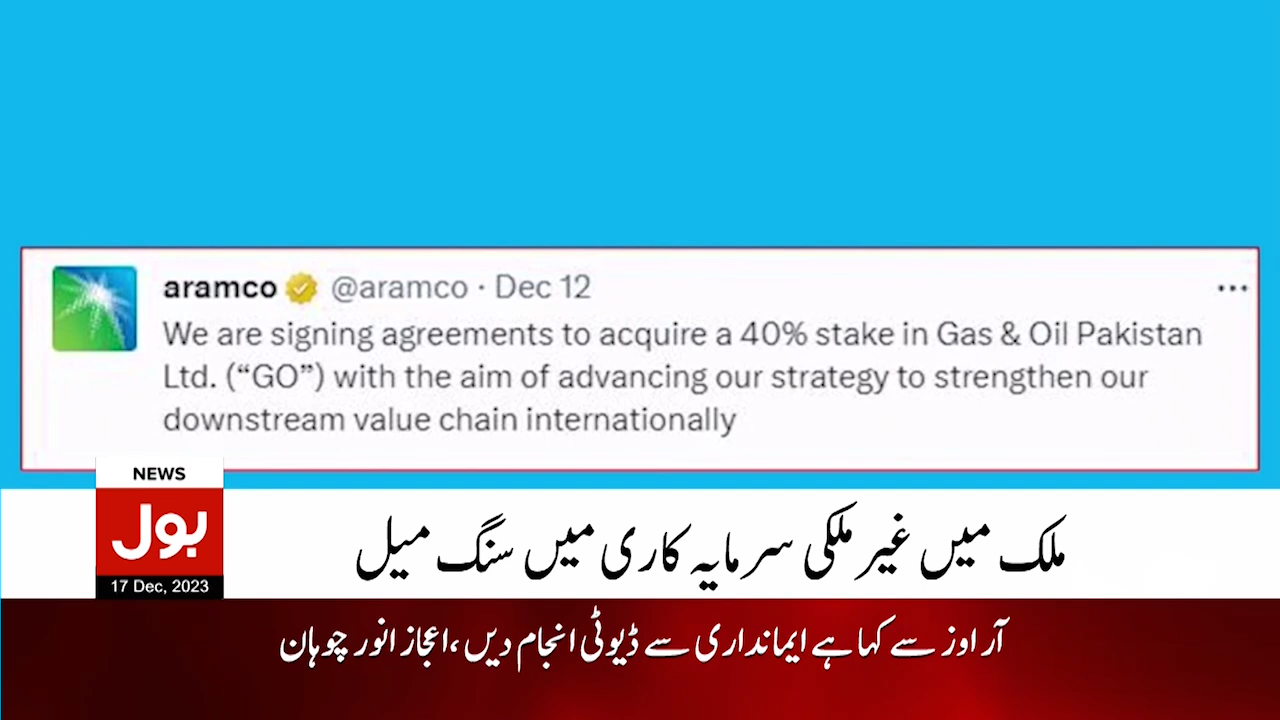 aramco @aramco · Dec 12
We are signing agreements to acquire a 40% stake in Gas & Oil Pakistan
Ltd. (“GO”) with the aim of advancing our strategy to strengthen our
downstream value chain internationally
NEWS
بول
17 Dec, 2023
ملک میں غیر ملکی سرمایہ کاری میں سنگ میل
آر اوز سے کہا ہے ایمانداری سے ڈیوٹی انجام دیں، اعجاز انور چوہان